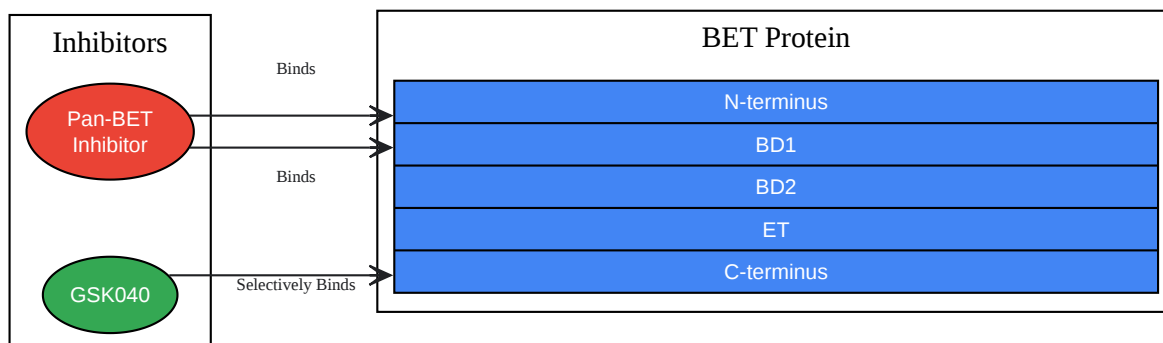 Inhibitors
Pan-BET
Inhibitor
GSK040
Binds
Binds
Selectively Binds
BET Protein
N-terminus
BD1
BD2
ET
C-terminus